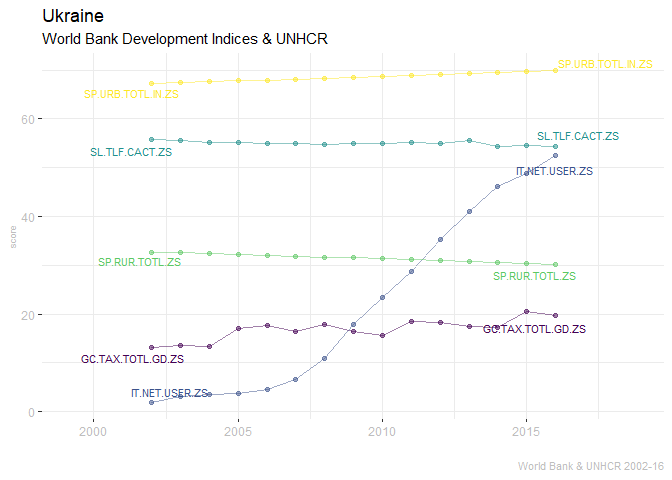 Ukraine
World Bank Development Indices & UNHCR
SP.URB.TOTL.IN.ZS
SP.URB.TOTL.IN.ZS
60
SL.TLF.CACT.ZS
SL.TLF.CACT.ZS
IT.NET.USER.ZS
40
score
SP.RUR.TOTL.ZS
SP.RUR.TOTL.ZS
20
GC.TAX.TOTL.GD.ZS
GC.TAX.TOTL.GD.ZS
IT.NET.USER.ZS
0
2000 2005 2010 2015
World Bank & UNHCR 2002-16